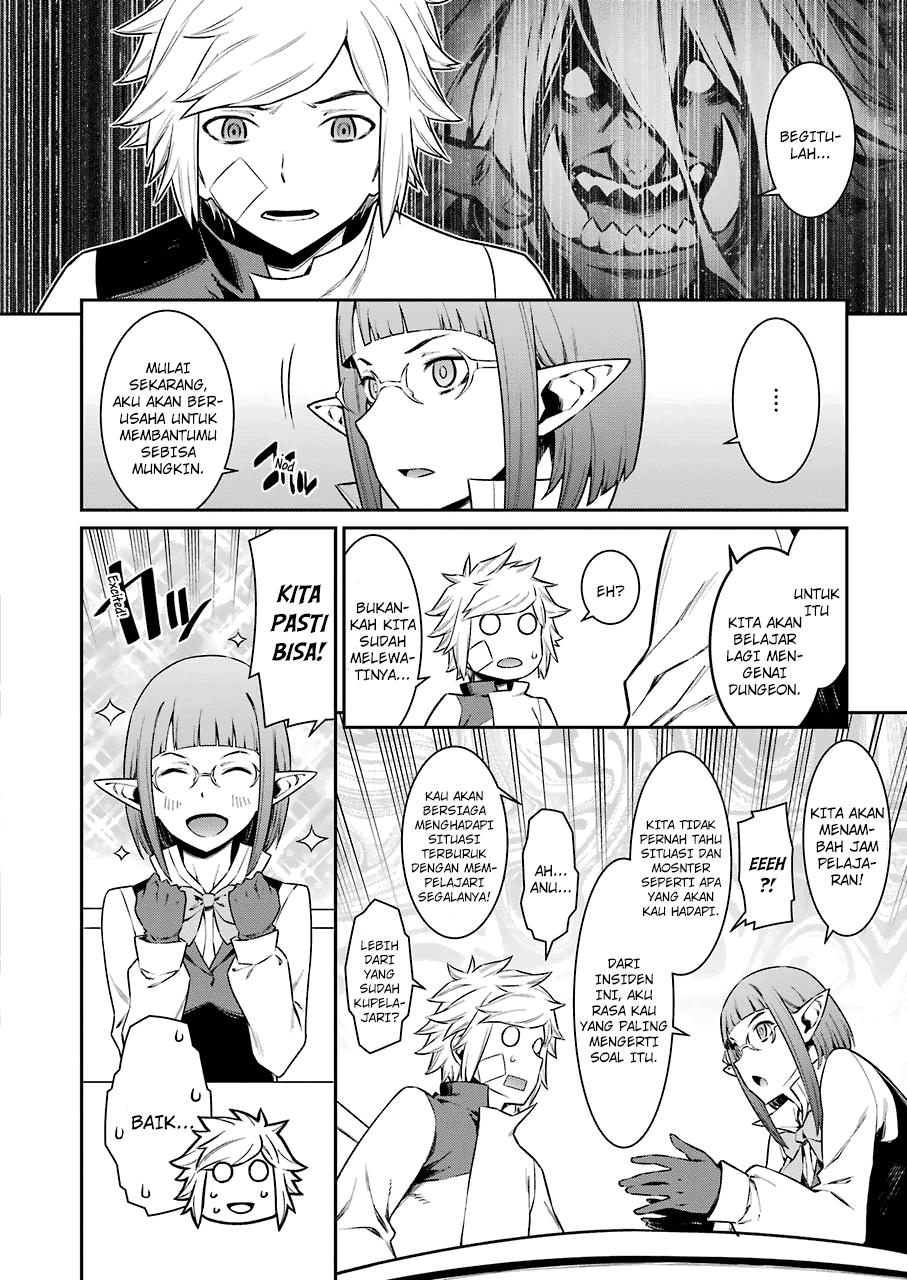 BEGITU-
LAH...
...
MULAI
SEKARANG,
AKU AKAN BER-
USAHA UNTUK
MEMBANTUMU
SEBISA
MUNGKIN.
Nod
UNTUK
ITU
KITA AKAN
BELAJAR
LAGI MEN-
GENAI
DUNGEON.
EH?
BUKAN-
KAH KITA
SUDAH
MELEWA-
TINYA...
KITA
PASTI
BISA!
Excited!
KITA AKAN
MENAM-
BAH JAM
PELAJA-
RAN!
EEEH
?!
KITA TIDAK
PERNAH TAHU
SITUASI DAN
MOSNTER
SEPERTI APA
YANG AKAN
KAU HADAPI.
DARI
INSIDEN
INI, AKU
RASA KAU
YANG PALING
MENGERTI
SOAL ITU.
AH...
ANU...
KAU AKAN
BERSIAGA
MENGHADAPI
SITUASI
TERBURUK
DENGAN MEM-
PELAJARI
SEGALANYA!
LEBIH
DARI
YANG
SUDAH
KUPELA-
JARI?
BAIK...